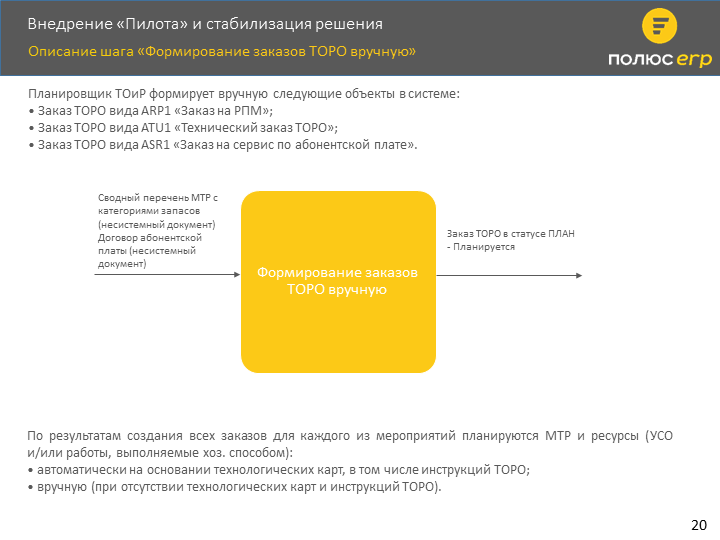 Внедрение «Пилота» и стабилизация решения
Описание шага «Формирование заказов ТОРО вручную»
ПОЛЮС erp
Планировщик ТОиР формирует вручную следующие объекты в системе:
• Заказ ТОРО вида ARP1 «Заказ на РПМ»;
• Заказ ТОРО вида ATU1 «Технический заказ ТОРО»;
• Заказ ТОРО вида ASR1 «Заказ на сервис по абонентской плате».
Сводный перечень МТР с
категориями запасов
(несистемный документ)
Договор абонентской
платы (несистемный
документ)
Формирование заказов
ТОРО вручную
Заказ ТОРО в статусе ПЛАН
- Планируется
По результатам создания всех заказов для каждого из мероприятий планируются МТР и ресурсы (УСО
и/или работы, выполняемые хоз. способом):
• автоматически на основании технологических карт, в том числе инструкций ТОРО;
• вручную (при отсутствии технологических карт и инструкций ТОРО).
20